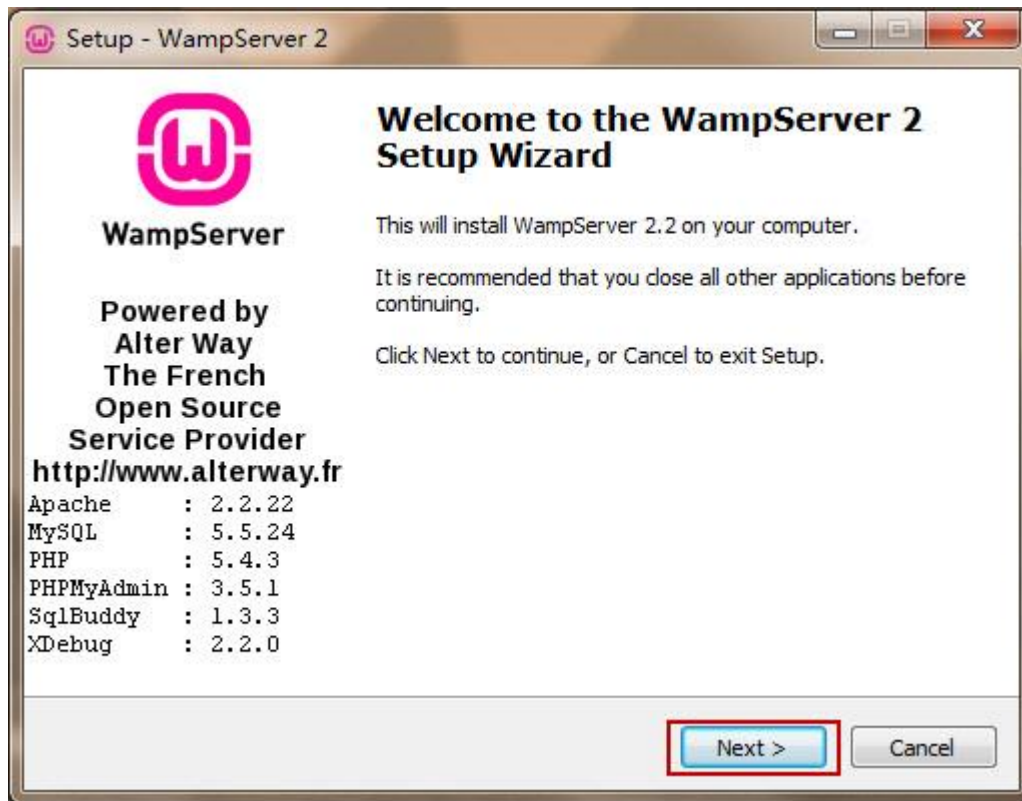 Setup - WampServer 2
WampServer
Powered by
Alter Way
The French
Open Source
Service Provider
http://www.alterway.fr
Apache : 2.2.22
MySQL : 5.5.24
PHP : 5.4.3
PHPMyAdmin : 3.5.1
SqlBuddy : 1.3.3
XDebug : 2.2.0
Welcome to the WampServer 2
Setup Wizard
This will install WampServer 2.2 on your computer.
It is recommended that you close all other applications before
continuing.
Click Next to continue, or Cancel to exit Setup.
Next >
Cancel